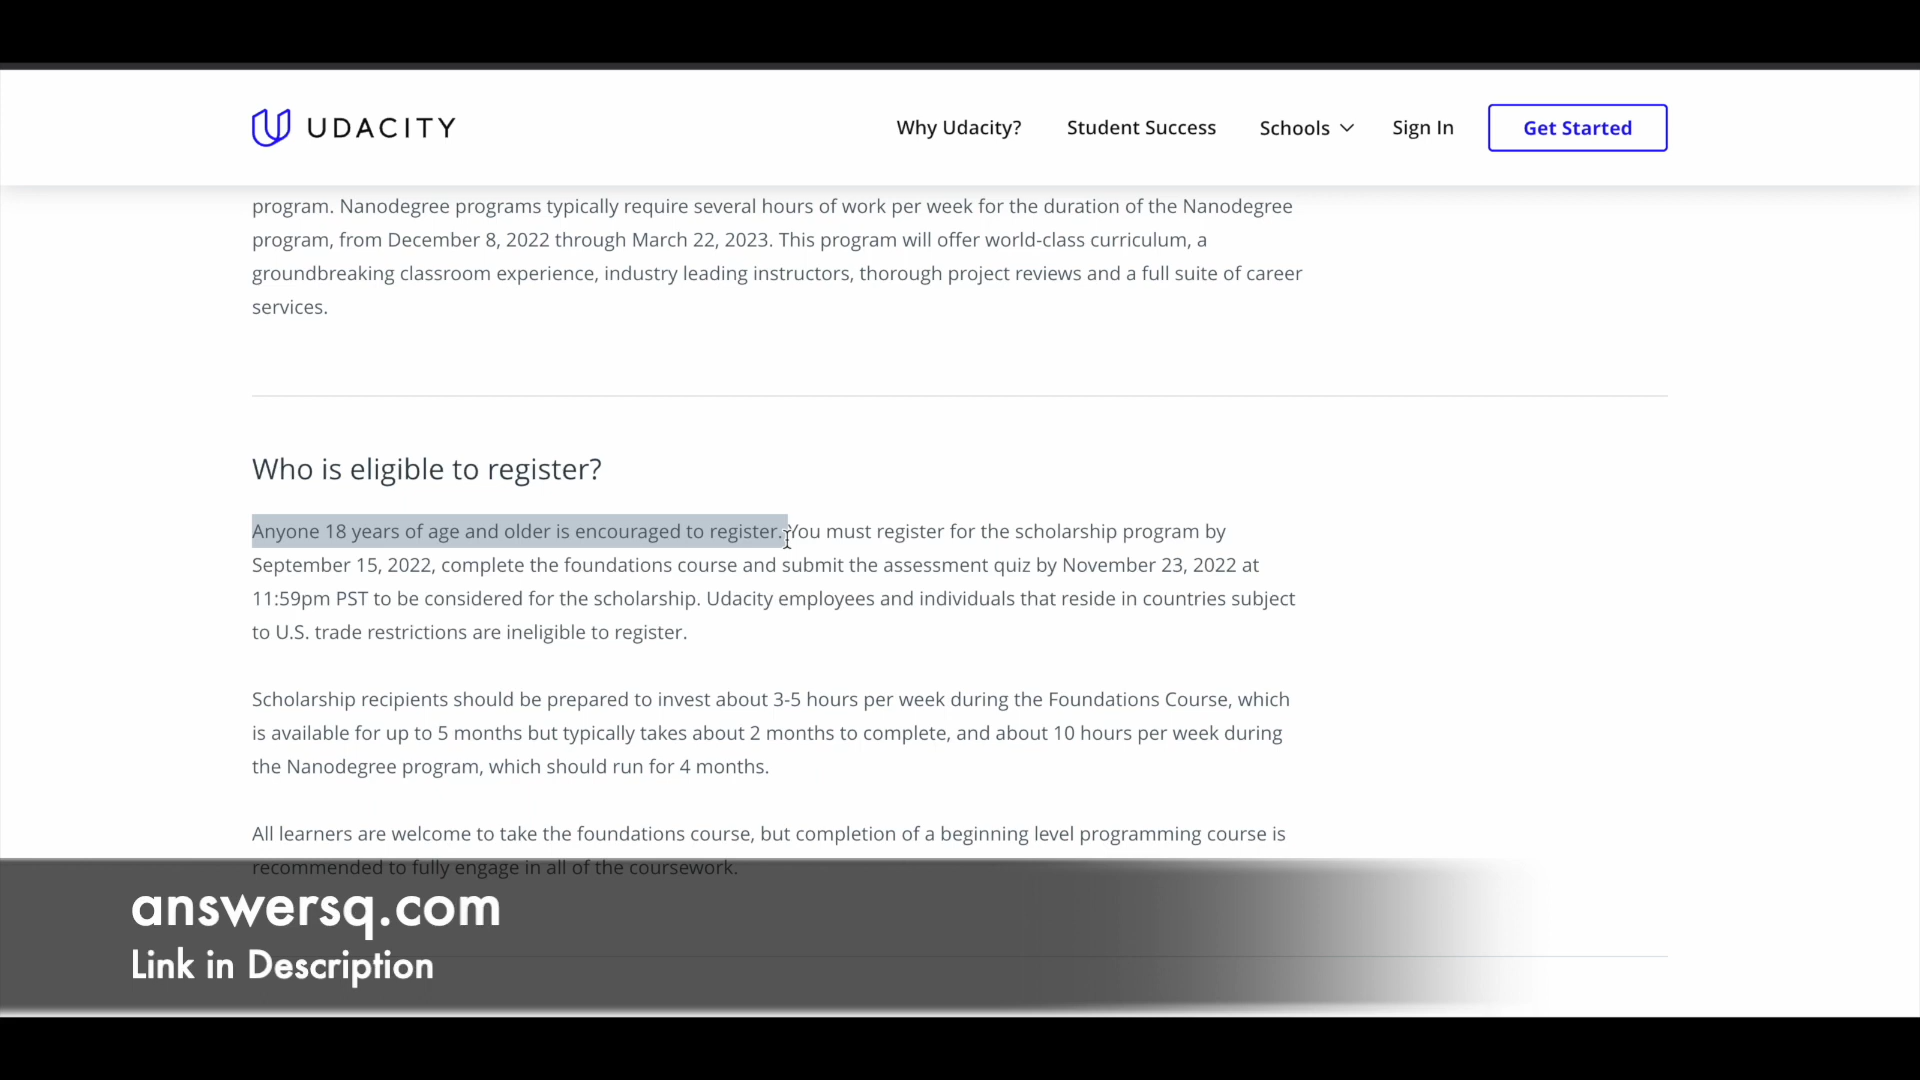 UDACITY
Why Udacity? Student Success Schools Sign In Get Started
program. Nanodegree programs typically require several hours of work per week for the duration of the Nanodegree
program, from December 8, 2022 through March 22, 2023. This program will offer world-class curriculum, a
groundbreaking classroom experience, industry leading instructors, thorough project reviews and a full suite of career
services.
Who is eligible to register?
Anyone 18 years of age and older is encouraged to register. You must register for the scholarship program by
September 15, 2022, complete the foundations course and submit the assessment quiz by November 23, 2022 at
11:59pm PST to be considered for the scholarship. Udacity employees and individuals that reside in countries subject
to U.S. trade restrictions are ineligible to register.
Scholarship recipients should be prepared to invest about 3-5 hours per week during the Foundations Course, which
is available for up to 5 months but typically takes about 2 months to complete, and about 10 hours per week during
the Nanodegree program, which should run for 4 months.
All learners are welcome to take the foundations course, but completion of a beginning level programming course is
recommended to fully engage in all of the coursework.
answersq.com
Link in Description